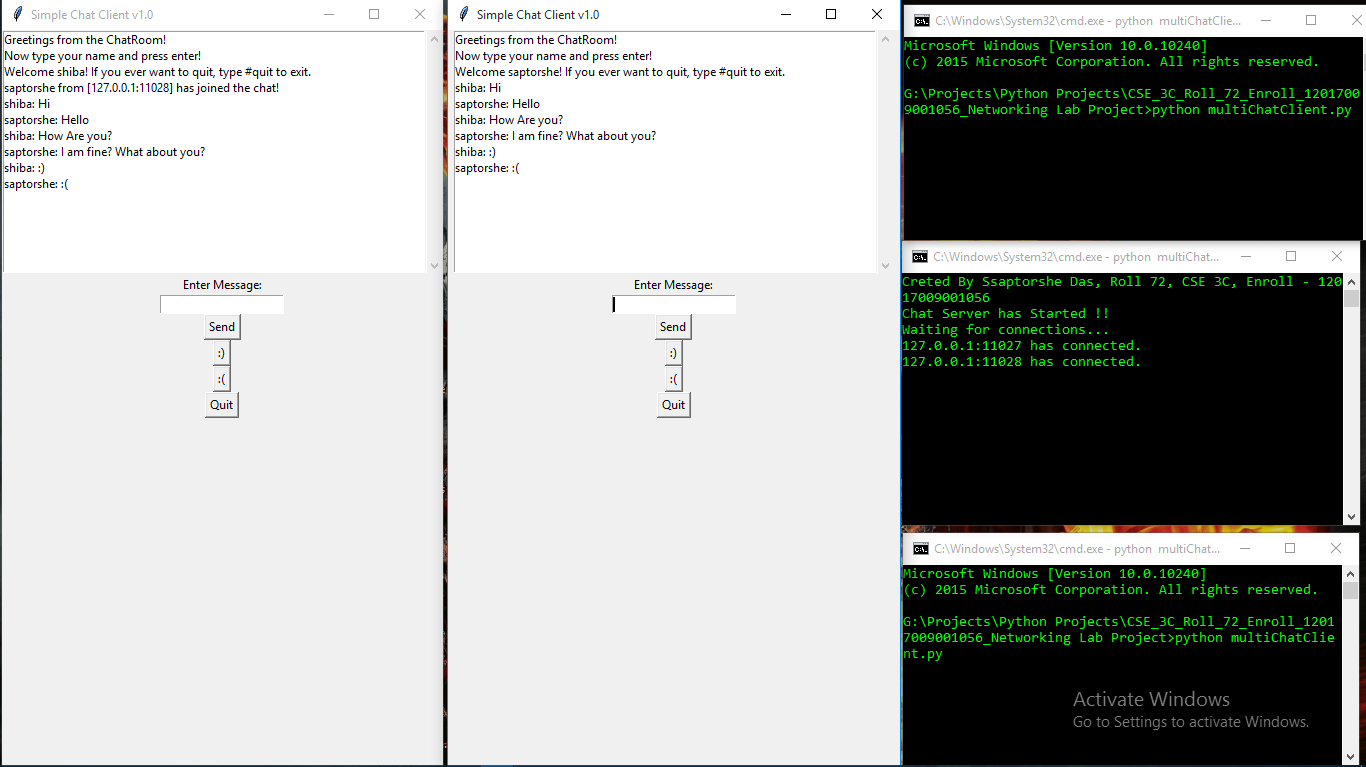 Simple Chat Client v1.0
Greetings from the ChatRoom!
Now type your name and press enter!
Welcome shiba! If you ever want to quit, type #quit to exit.
saptorshe from [127.0.0.1:11028] has joined the chat!
shiba: Hi
saptorshe: Hello
shiba: How Are you?
saptorshe: I am fine? What about you?
shiba: :)
saptorshe: :(
Enter Message:
Send
:)
:(
Quit
Simple Chat Client v1.0
Greetings from the ChatRoom!
Now type your name and press enter!
Welcome saptorshe! If you ever want to quit, type #quit to exit.
shiba: Hi
saptorshe: Hello
shiba: How Are you?
saptorshe: I am fine? What about you?
shiba: :)
saptorshe: :(
Enter Message:
Send
:)
:(
Quit
C:\Windows\System32\cmd.exe - python  multiChatClie...
Microsoft Windows [Version 10.0.10240]
(c) 2015 Microsoft Corporation. All rights reserved.
G:\Projects\Python Projects\CSE_3C_Roll_72_Enroll_1201700
9001056_Networking Lab Project>python multiChatClient.py
C:\Windows\System32\cmd.exe - python  multiChat...
Creted By Ssaptorshe Das, Roll 72, CSE 3C, Enroll - 120
17009001056
Chat Server has Started !!
Waiting for connections...
127.0.0.1:11027 has connected.
127.0.0.1:11028 has connected.
C:\Windows\System32\cmd.exe - python  multiChat...
Microsoft Windows [Version 10.0.10240]
(c) 2015 Microsoft Corporation. All rights reserved.
G:\Projects\Python Projects\CSE_3C_Roll_72_Enroll_1201
7009001056_Networking Lab Project>python multiChatClie
nt.py
Activate Windows
Go to Settings to activate Windows.